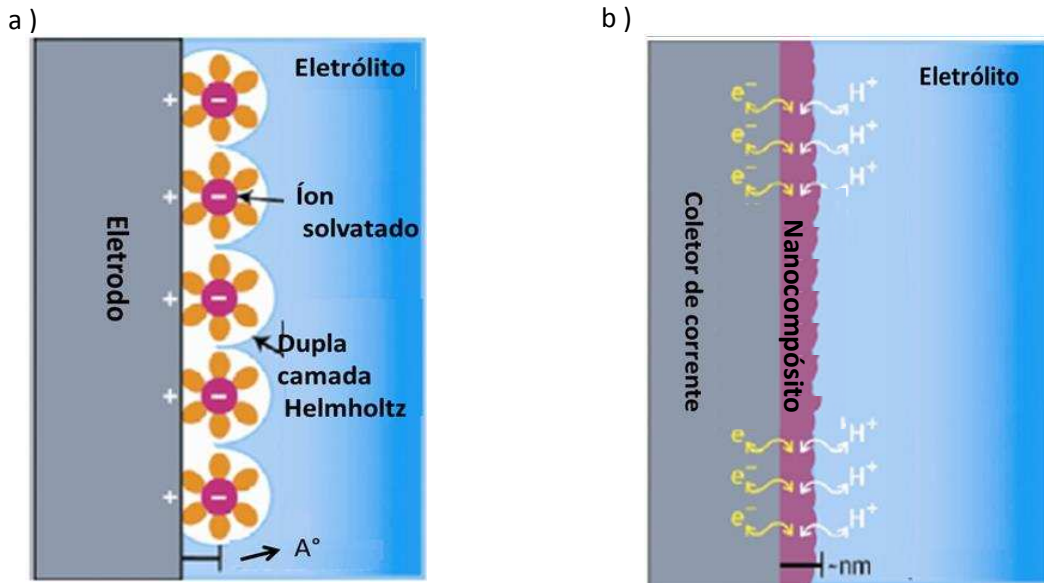 a )
Eletrólito
+
−
+
−
Íon
solvatado
Eletrodo
+
−
Dupla
camada
Helmholtz
+
−
+
−
A°
b )
Eletrólito
e⁻
H⁺
e⁻
H⁺
e⁻
H⁺
Coletor de corrente
Nanocompósito
e
H⁺
e⁻
H⁺
e⁻
H⁺
~nm